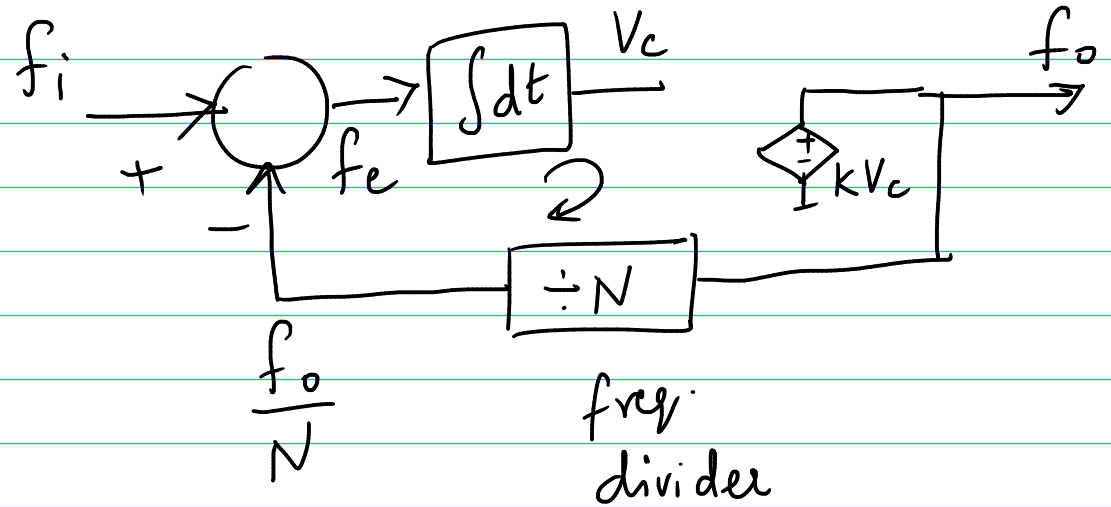 fi
+
−
fe
∫dt
Vc
+
−
kVc
fo
÷N
fo
N
freq.
divider